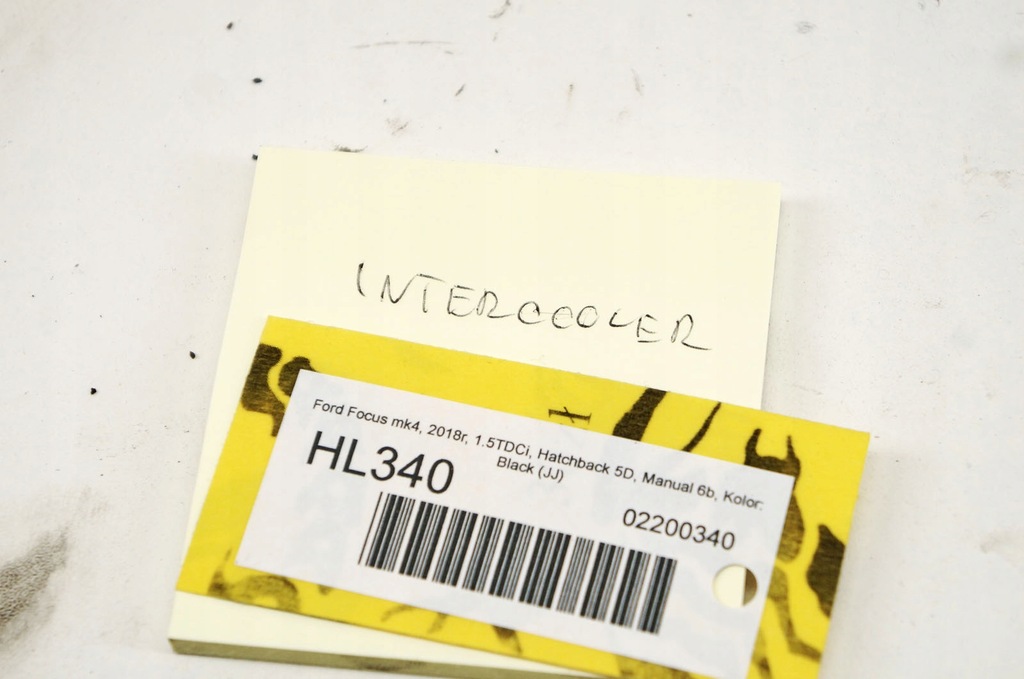 INTERCOOLER
Ford Focus mk4, 2018r, 1.5TDCi, Hatchback 5D, Manual 6b, Kolor:
Black (JJ)
HL340
02200340